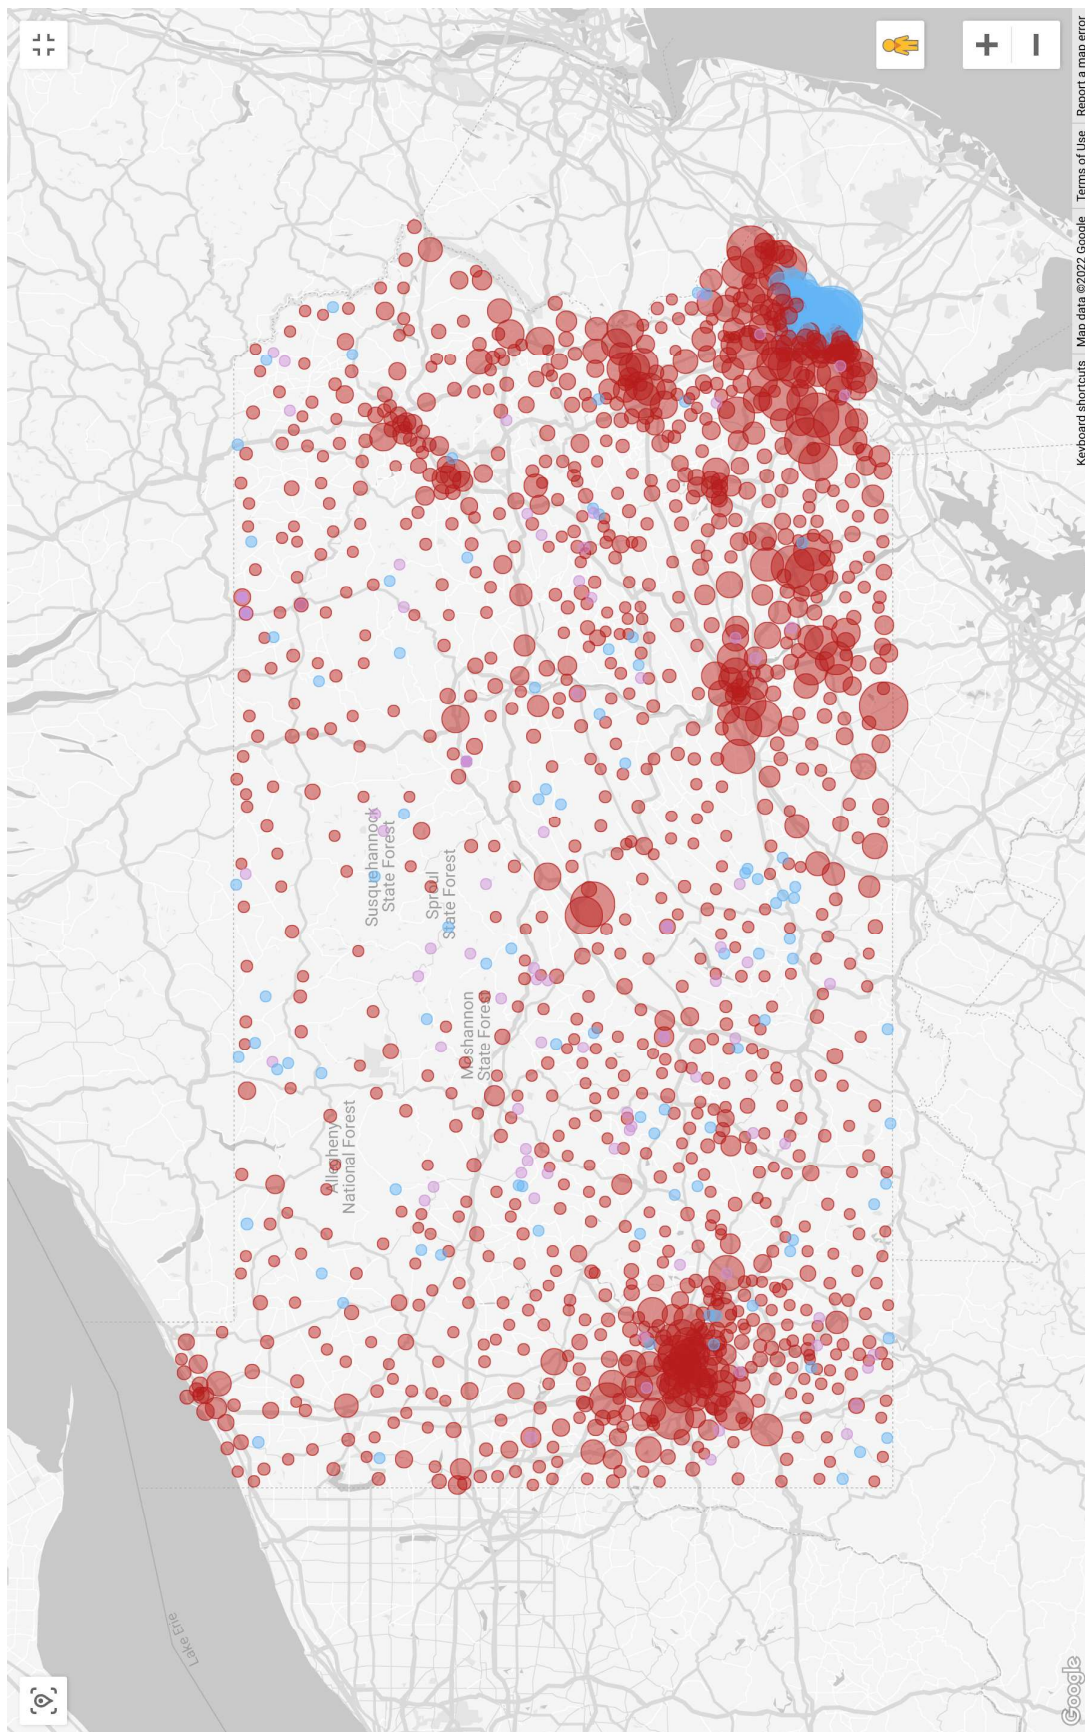 Susquehannock
State Forest
Sproul
State Forest
Moshannon
State Forest
Allegheny
National Forest
Lake Erie
Google
Keyboard shortcuts
Map data ©2022 Google
Terms of Use
Report a map error